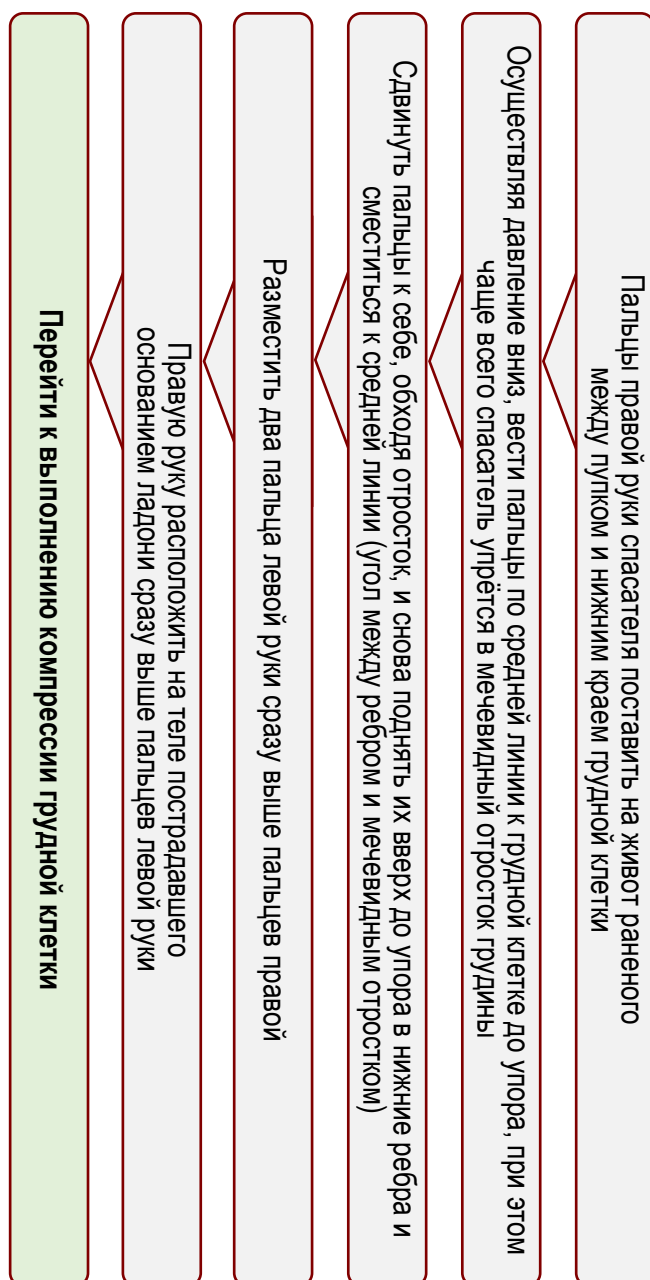 Пальцы правой руки спасателя поставить на живот раненого
между пупком и нижним краем грудной клетки
Осуществляя давление вниз, вести пальцы по средней линии к грудной клетке до упора, при этом
чаще всего спасатель упрётся в мечевидный отросток грудины
Сдвинуть пальцы к себе, обходя отросток, и снова поднять их вверх до упора в нижние ребра и
сместиться к средней линии (угол между ребром и мечевидным отростком)
Разместить два пальца левой руки сразу выше пальцев правой
Правую руку расположить на теле пострадавшего
основанием ладони сразу выше пальцев левой руки
Перейти к выполнению компрессии грудной клетки